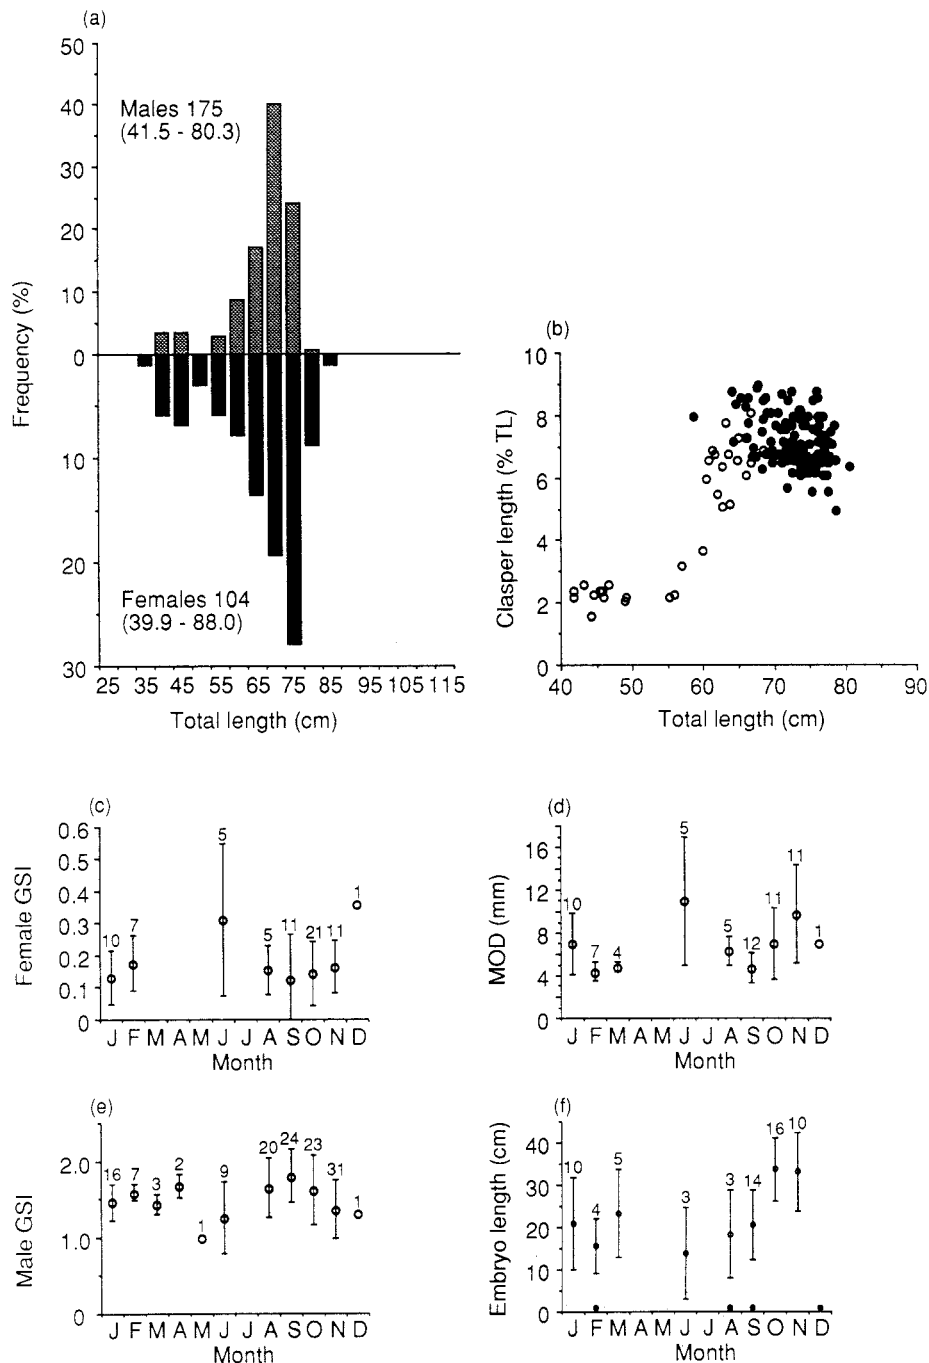 (a)
50
40
30
20
10
0
10
20
30
Frequency (%)
Males 175
(41.5 - 80.3)
Females 104
(39.9 - 88.0)
25 35 45 55 65 75 85 95 105 115
Total length (cm)
(b)
10
8
6
4
2
0
Clasper length (% TL)
40 50 60 70 80 90
Total length (cm)
(c)
0.6
0.5
0.4
0.3
0.2
0.1
0
Female GSI
10 7 5 5 11 21 11 1
J F M A M J J A S O N D
Month
(d)
16
12
8
4
0
MOD (mm)
10 7 4 5 5 12 11 11 1
J F M A M J J A S O N D
Month
(e)
2.0
1.0
0
Male GSI
16 7 3 2 1 9 20 24 23 31 1
J F M A M J J A S O N D
Month
(f)
40
30
20
10
0
Embryo length (cm)
10 4 5 3 3 14 16 10
J F M A M J J A S O N D
Month